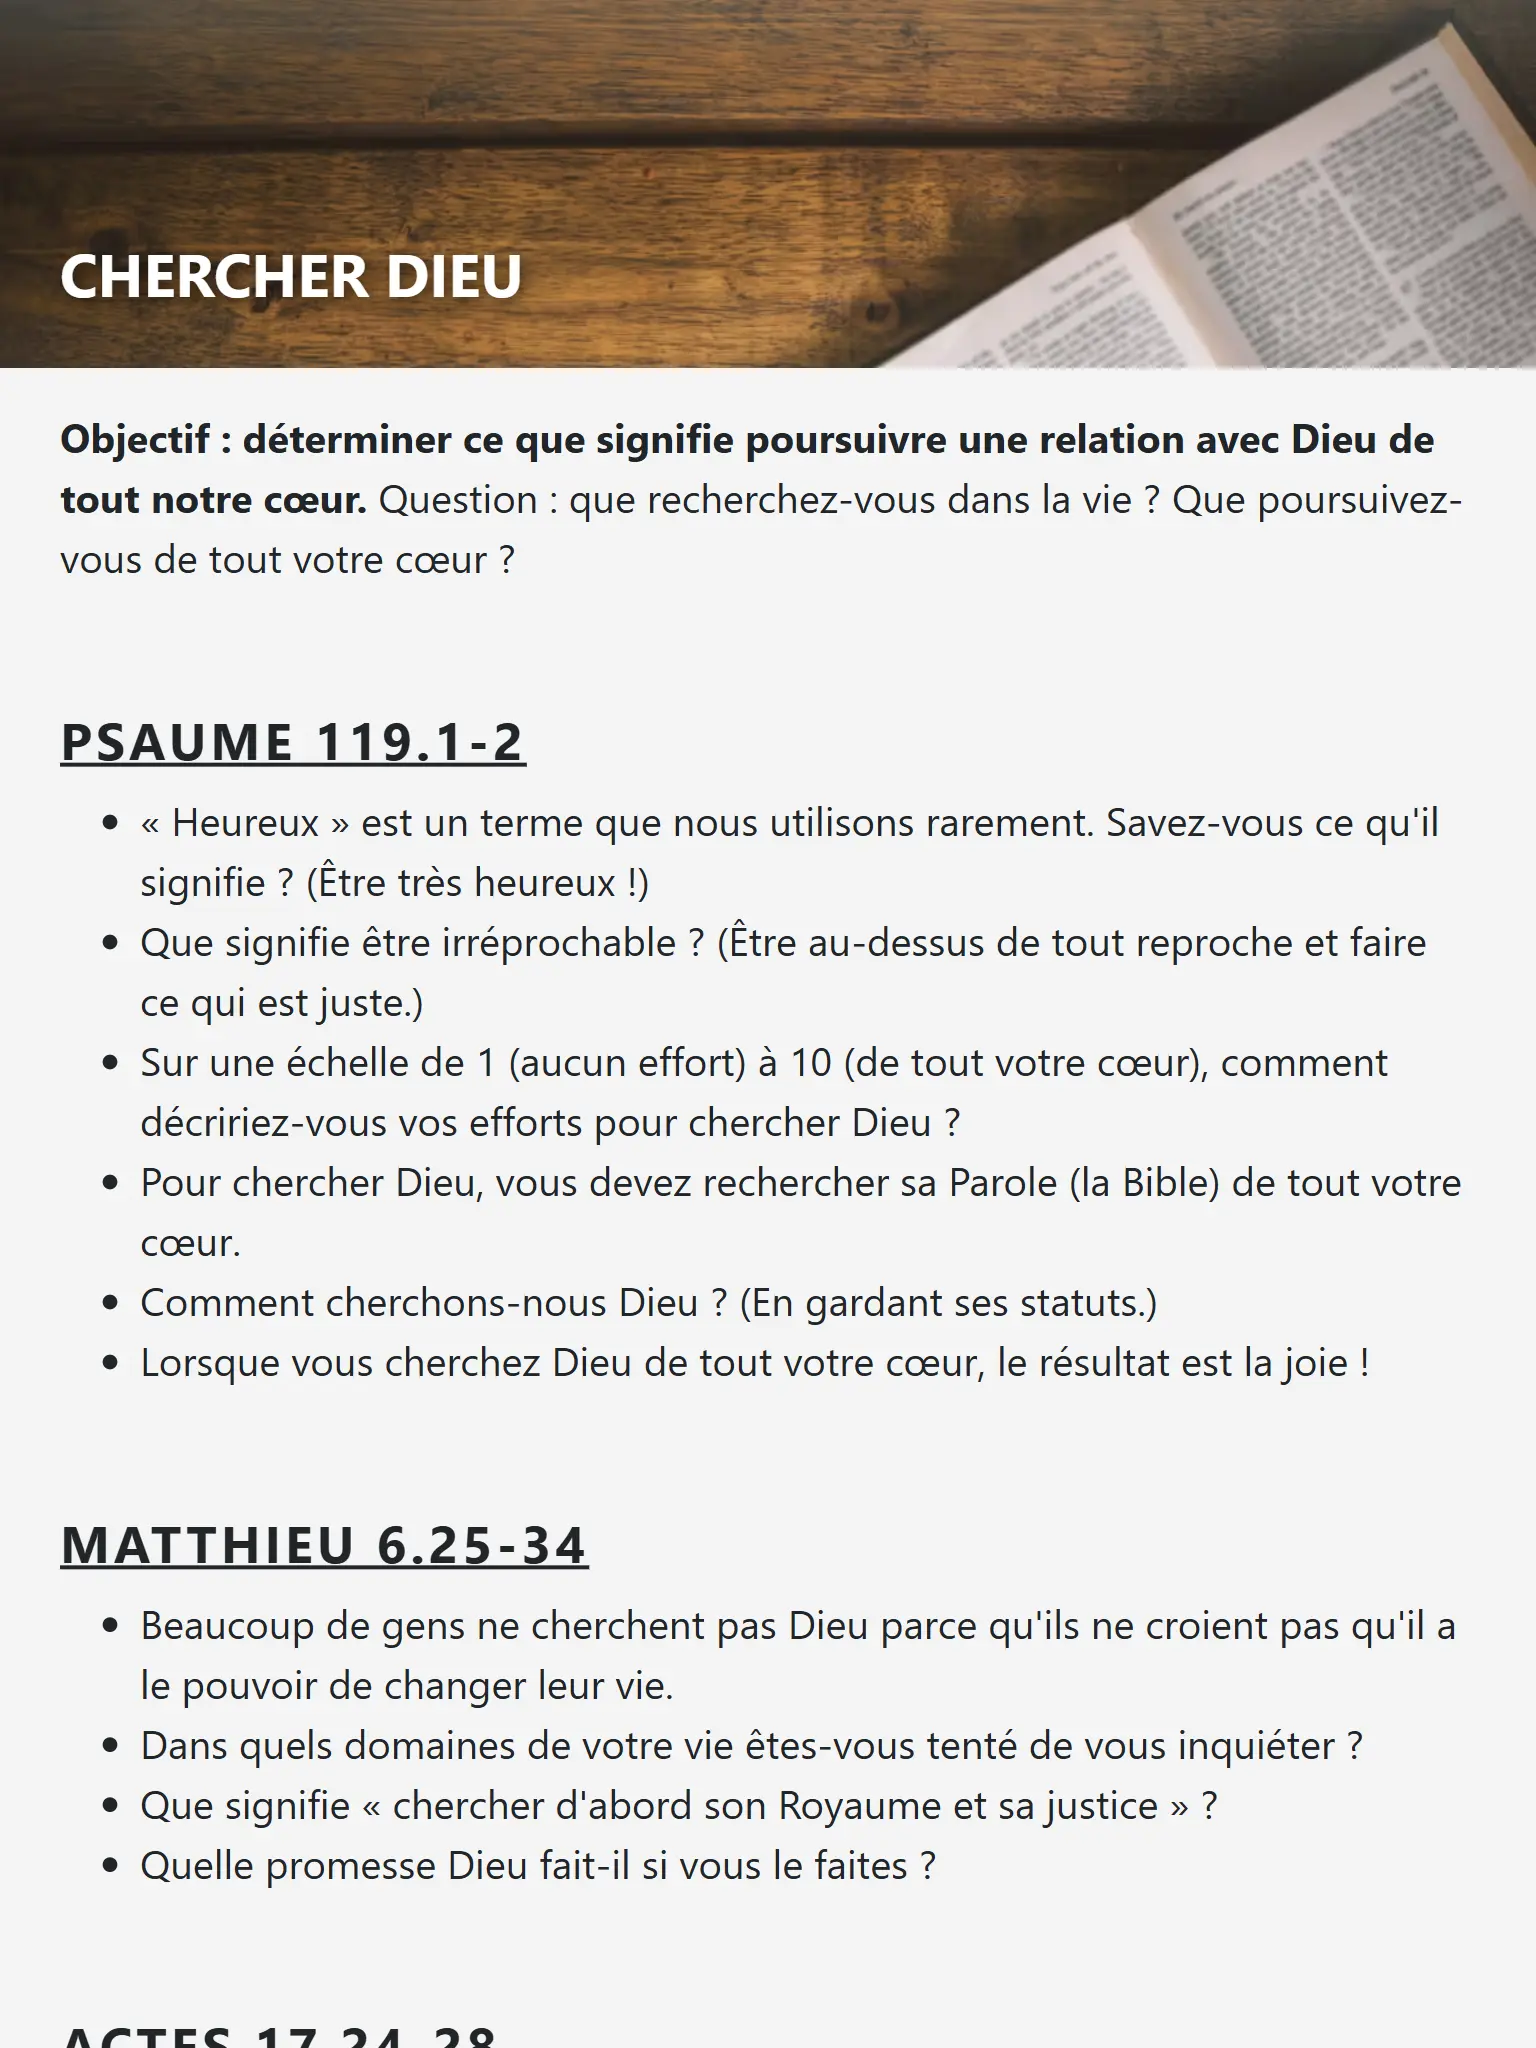 CHERCHER DIEU
Objectif : déterminer ce que signifie poursuivre une relation avec Dieu de
tout notre cœur. Question : que recherchez-vous dans la vie ? Que poursuivez-
vous de tout votre cœur ?
PSAUME 119.1-2
• « Heureux » est un terme que nous utilisons rarement. Savez-vous ce qu'il
signifie ? (Être très heureux !)
• Que signifie être irréprochable ? (Être au-dessus de tout reproche et faire
ce qui est juste.)
• Sur une échelle de 1 (aucun effort) à 10 (de tout votre cœur), comment
décririez-vous vos efforts pour chercher Dieu ?
• Pour chercher Dieu, vous devez rechercher sa Parole (la Bible) de tout votre
cœur.
• Comment cherchons-nous Dieu ? (En gardant ses statuts.)
• Lorsque vous cherchez Dieu de tout votre cœur, le résultat est la joie !
MATTHIEU 6.25-34
• Beaucoup de gens ne cherchent pas Dieu parce qu'ils ne croient pas qu'il a
le pouvoir de changer leur vie.
• Dans quels domaines de votre vie êtes-vous tenté de vous inquiéter ?
• Que signifie « chercher d'abord son Royaume et sa justice » ?
• Quelle promesse Dieu fait-il si vous le faites ?
ACTES 17.24-28